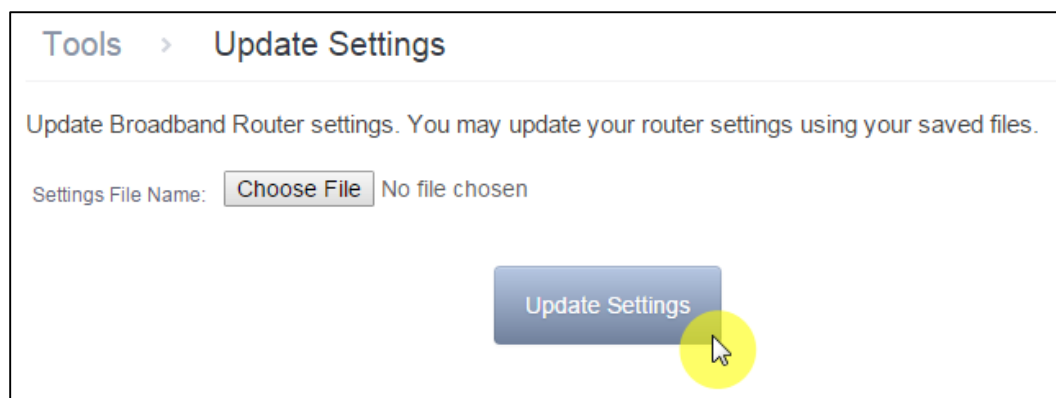 Tools > Update Settings
Update Broadband Router settings. You may update your router settings using your saved files.
Settings File Name: Choose File No file chosen
Update Settings